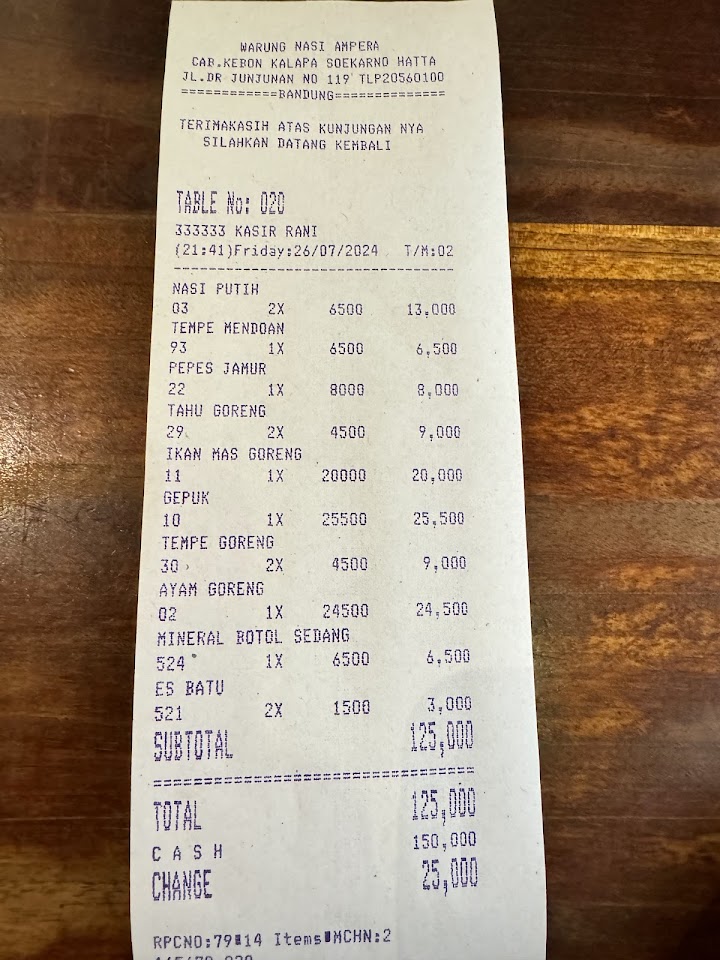 WARUNG NASI AMPERA
CAB.KEBON KALAPA SOEKARNO HATTA
JL.DR JUNJUNAN NO 119 TLP20560100
============BANDUNG==============
TERIMAKASIH ATAS KUNJUNGAN NYA
SILAHKAN DATANG KEMBALI
TABLE No: 020
333333 KASIR RANI
(21:41)Friday:26/07/2024 T/M:02
--------------------------------
NASI PUTIH
03 2X 6500 13,000
TEMPE MENDOAN
93 1X 6500 6,500
PEPES JAMUR
22 1X 8000 8,000
TAHU GORENG
29 2X 4500 9,000
IKAN MAS GORENG
11 1X 20000 20,000
GEPUK
10 1X 25500 25,500
TEMPE GORENG
30 2X 4500 9,000
AYAM GORENG
02 1X 24500 24,500
MINERAL BOTOL SEDANG
524 1X 6500 6,500
ES BATU
521 2X 1500 3,000
SUBTOTAL 125,000
================================
TOTAL 125,000
C A S H 150,000
CHANGE 25,000
RPCNO:79 14 Items MCHN:2